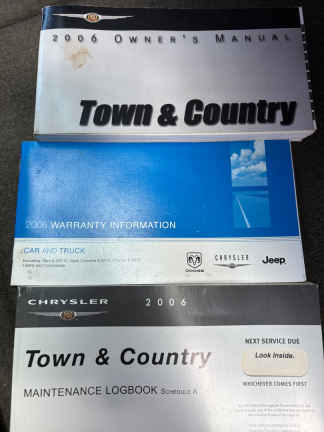 2006 OWNER'S MANUAL
Town & Country
2006 WARRANTY INFORMATION
CAR AND TRUCK
DODGE CHRYSLER Jeep
CHRYSLER 2006
Town & Country
MAINTENANCE LOGBOOK SCHEDULE A
NEXT SERVICE DUE
Look inside.
WHICHEVER COMES FIRST